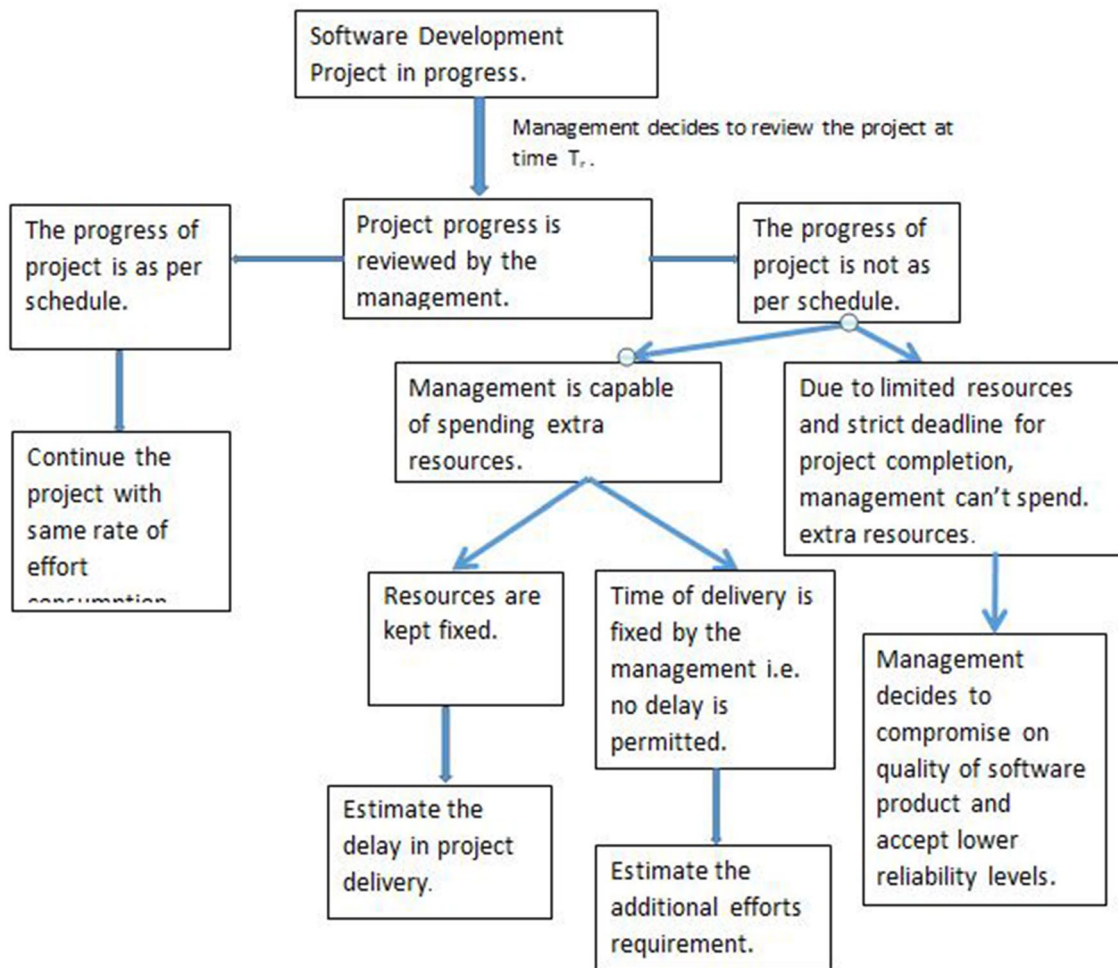 Software Development
Project in progress.
Management decides to review the project at
time Tr.
The progress of
project is as per
schedule.
Project progress is
reviewed by the
management.
The progress of
project is not as
per schedule.
Continue the
project with
same rate of
effort
consumption
Management is capable
of spending extra
resources.
Due to limited resources
and strict deadline for
project completion,
management can't spend.
extra resources.
Resources are
kept fixed.
Time of delivery is
fixed by the
management i.e.
no delay is
permitted.
Management
decides to
compromise on
quality of software
product and
accept lower
reliability levels.
Estimate the
delay in project
delivery.
Estimate the
additional efforts
requirement.